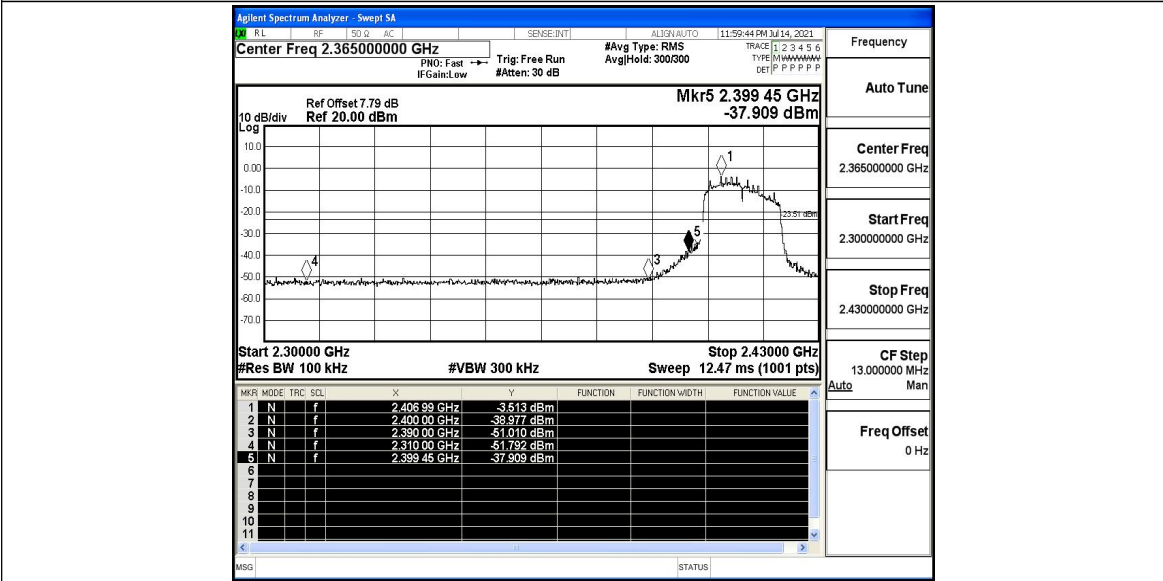 Agilent Spectrum Analyzer - Swept SA
RL RF 50 Ω AC SENSE:INT ALIGN AUTO 11:59:44 PM Jul 14, 2021
Center Freq 2.365000000 GHz
PNO: Fast
IFGain:Low
Trig: Free Run
#Atten: 30 dB
#Avg Type: RMS
Avg|Hold: 300/300
TRACE 1 2 3 4 5 6
TYPE M
DET P P P P P P
Mkr5 2.399 45 GHz
-37.909 dBm
Ref Offset 7.79 dB
10 dB/div Ref 20.00 dBm
Log
10.0
0.00
-10.0
-20.0
-30.0
-40.0
-50.0
-60.0
-70.0
1
-23.51 dBm
5
3
4
Start 2.30000 GHz Stop 2.43000 GHz
#Res BW 100 kHz #VBW 300 kHz Sweep 12.47 ms (1001 pts)
MKR MODE TRC SCL X Y FUNCTION FUNCTION WIDTH FUNCTION VALUE
1 N f 2.406 99 GHz -3.513 dBm
2 N f 2.400 00 GHz -38.977 dBm
3 N f 2.390 00 GHz -51.010 dBm
4 N f 2.310 00 GHz -51.792 dBm
5 N f 2.399 45 GHz -37.909 dBm
6
7
8
9
10
11
MSG STATUS
Frequency
Auto Tune
Center Freq
2.365000000 GHz
Start Freq
2.300000000 GHz
Stop Freq
2.430000000 GHz
CF Step
13.000000 MHz
Auto Man
Freq Offset
0 Hz